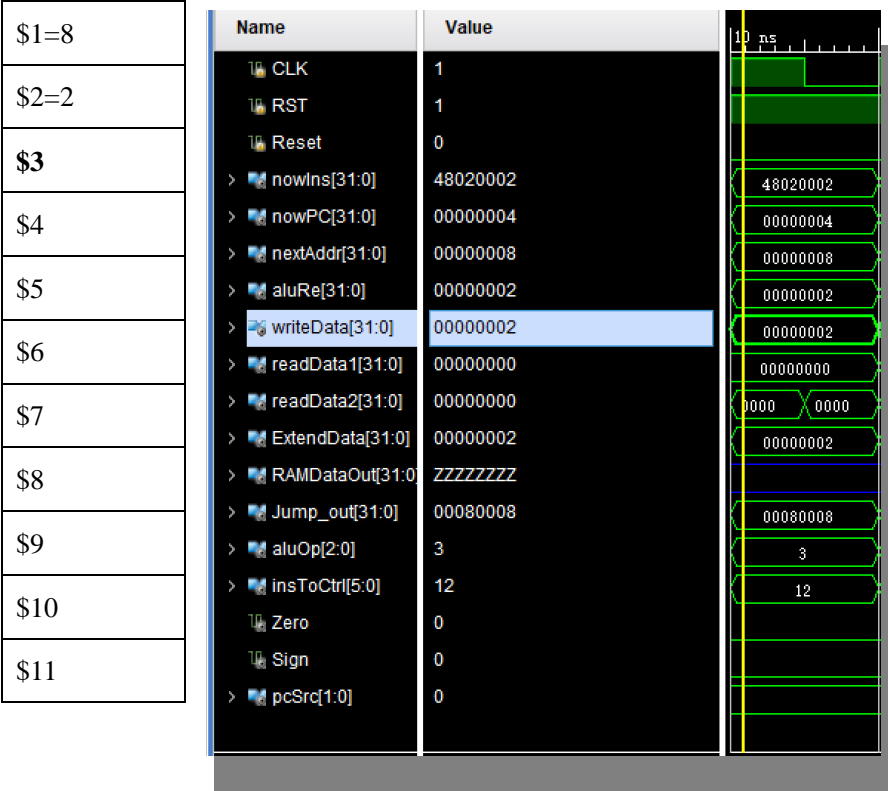 $1=8
$2=2
$3
$4
$5
$6
$7
$8
$9
$10
$11
Name Value
10 ns
CLK 1
RST 1
Reset 0
nowIns[31:0] 48020002 48020002
nowPC[31:0] 00000004 00000004
nextAddr[31:0] 00000008 00000008
aluRe[31:0] 00000002 00000002
writeData[31:0] 00000002 00000002
readData1[31:0] 00000000 00000000
readData2[31:0] 00000000 0000 0000
ExtendData[31:0] 00000002 00000002
RAMDataOut[31:0] ZZZZZZZZ
Jump_out[31:0] 00080008 00080008
aluOp[2:0] 3 3
insToCtrl[5:0] 12 12
Zero 0
Sign 0
pcSrc[1:0] 0